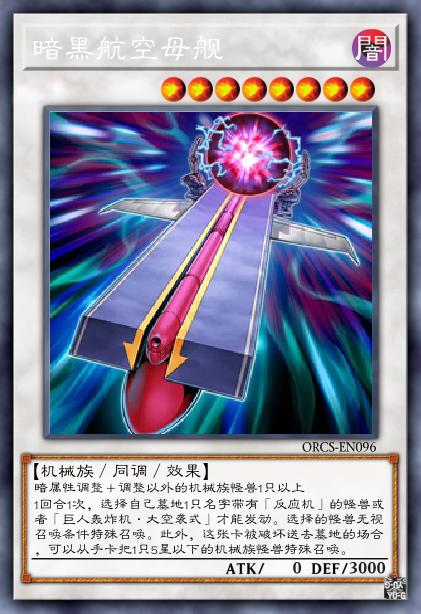 暗黑航空母舰
闇
ORCS-EN096
【机械族／同调／效果】
暗属性调整＋调整以外的机械族怪兽1只以上
1回合1次，选择自己墓地1只名字带有「反应机」的怪兽或
者「巨人轰炸机·大空袭式」才能发动。选择的怪兽无视
召唤条件特殊召唤。此外，这张卡被破坏送去墓地的场合
，可以从手卡把1只5星以下的机械族怪兽特殊召唤。
ATK/ 0 DEF/3000